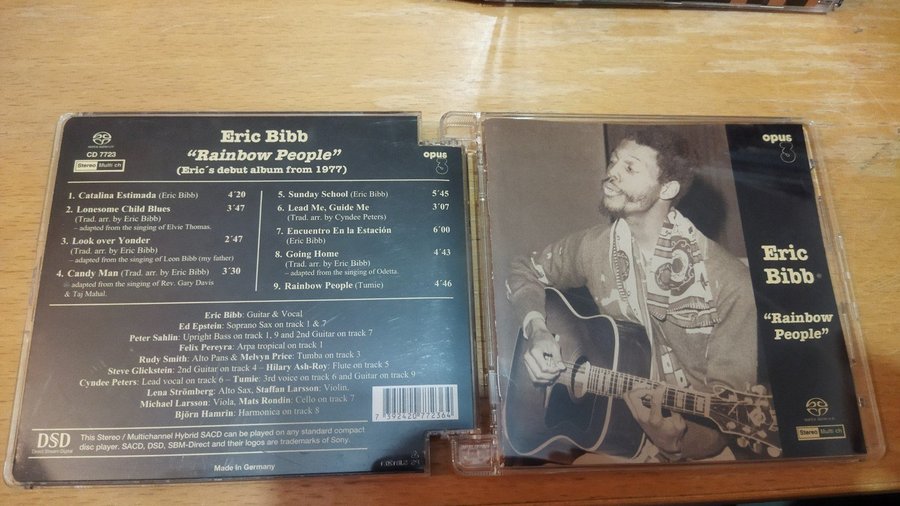 SUPER AUDIO CD
CD 7723
Stereo Multi ch
Eric Bibb
"Rainbow People"
(Eric´s debut album from 1977)
opus
3
1. Catalina Estimada (Eric Bibb) 4´20
2. Lonesome Child Blues 3´47
(Trad. arr. by Eric Bibb)
– adapted from the singing of Elvie Thomas.
3. Look over Yonder 2´47
(Trad. arr. by Eric Bibb)
– adapted from the singing of Leon Bibb (my father)
4. Candy Man (Trad. arr. by Eric Bibb) 3´30
– adapted from the singing of Rev. Gary Davis
& Taj Mahal.
5. Sunday School (Eric Bibb) 5´45
6. Lead Me, Guide Me 3´07
(Trad. arr. by Cyndee Peters)
7. Encuentro En la Estación 6´00
(Eric Bibb)
8. Going Home 4´43
(Trad. arr. by Eric Bibb)
– adapted from the singing of Odetta.
9. Rainbow People (Tumie) 4´46
Eric Bibb: Guitar & Vocal
Ed Epstein: Soprano Sax on track 1 & 7
Peter Sahlin: Upright Bass on track 1, 9 and 2nd Guitar on track 7
Felix Pereyra: Arpa tropical on track 1
Rudy Smith: Alto Pans & Melvyn Price: Tumba on track 3
Steve Glickstein: 2nd Guitar on track 4 – Hilary Ash-Roy: Flute on track 5
Cyndee Peters: Lead vocal on track 6 – Tumie: 3rd voice on track 6 and Guitar on track 9
Lena Strömberg: Alto Sax, Staffan Larsson: Violin,
Michael Larsson: Viola, Mats Rondin: Cello on track 7
Björn Hamrin: Harmonica on track 8
7 392420 772364
DSD
Direct Stream Digital
This Stereo / Multichannel Hybrid SACD can be played on any standard compact
disc player. SACD, DSD, SBM-Direct and their logos are trademarks of Sony.
Made in Germany
opus
3
Eric
Bibb
"Rainbow
People"
SUPER AUDIO CD
Stereo Multi ch